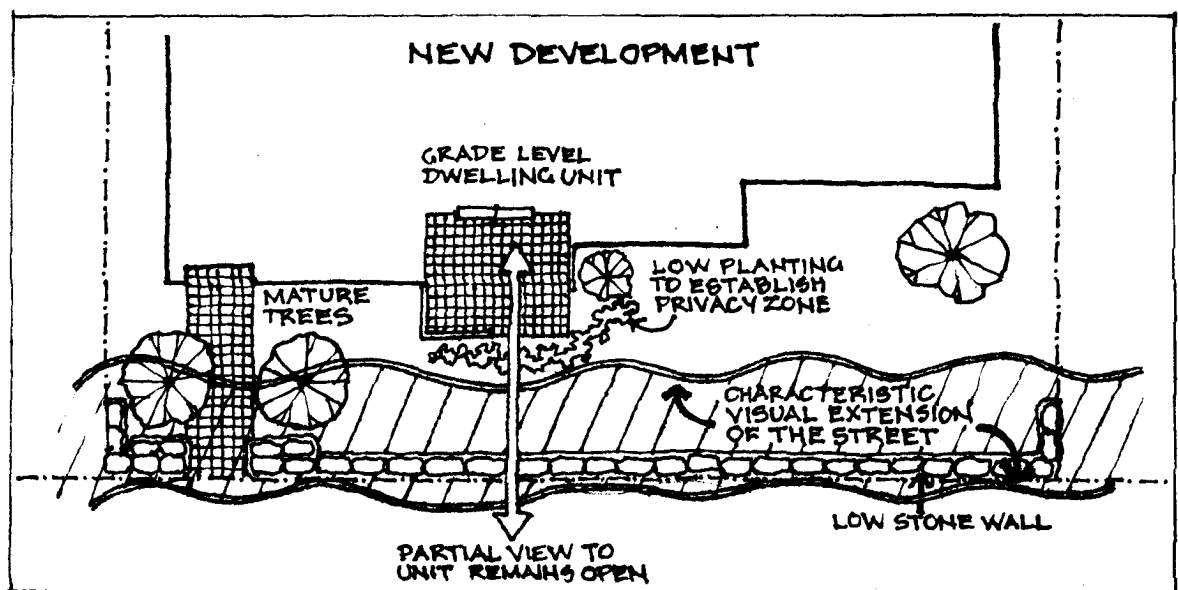 NEW DEVELOPMENT
GRADE LEVEL
DWELLING UNIT
MATURE
TREES
LOW PLANTING
TO ESTABLISH
PRIVACY ZONE
CHARACTERISTIC
VISUAL EXTENSION
OF THE STREET
LOW STONE WALL
PARTIAL VIEW TO
UNIT REMAINS OPEN